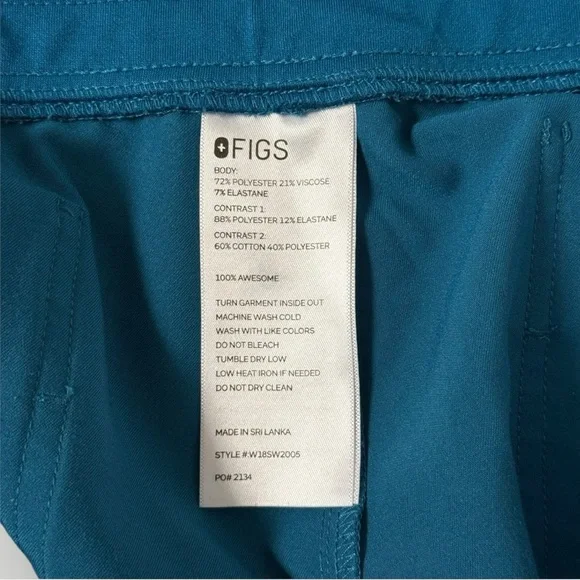 FIGS
BODY:
72% POLYESTER 21% VISCOSE
7% ELASTANE
CONTRAST 1:
88% POLYESTER 12% ELASTANE
CONTRAST 2:
60% COTTON 40% POLYESTER
100% AWESOME
TURN GARMENT INSIDE OUT
MACHINE WASH COLD
WASH WITH LIKE COLORS
DO NOT BLEACH
TUMBLE DRY LOW
LOW HEAT IRON IF NEEDED
DO NOT DRY CLEAN
MADE IN SRI LANKA
STYLE #:W18SW2005
PO# 2134